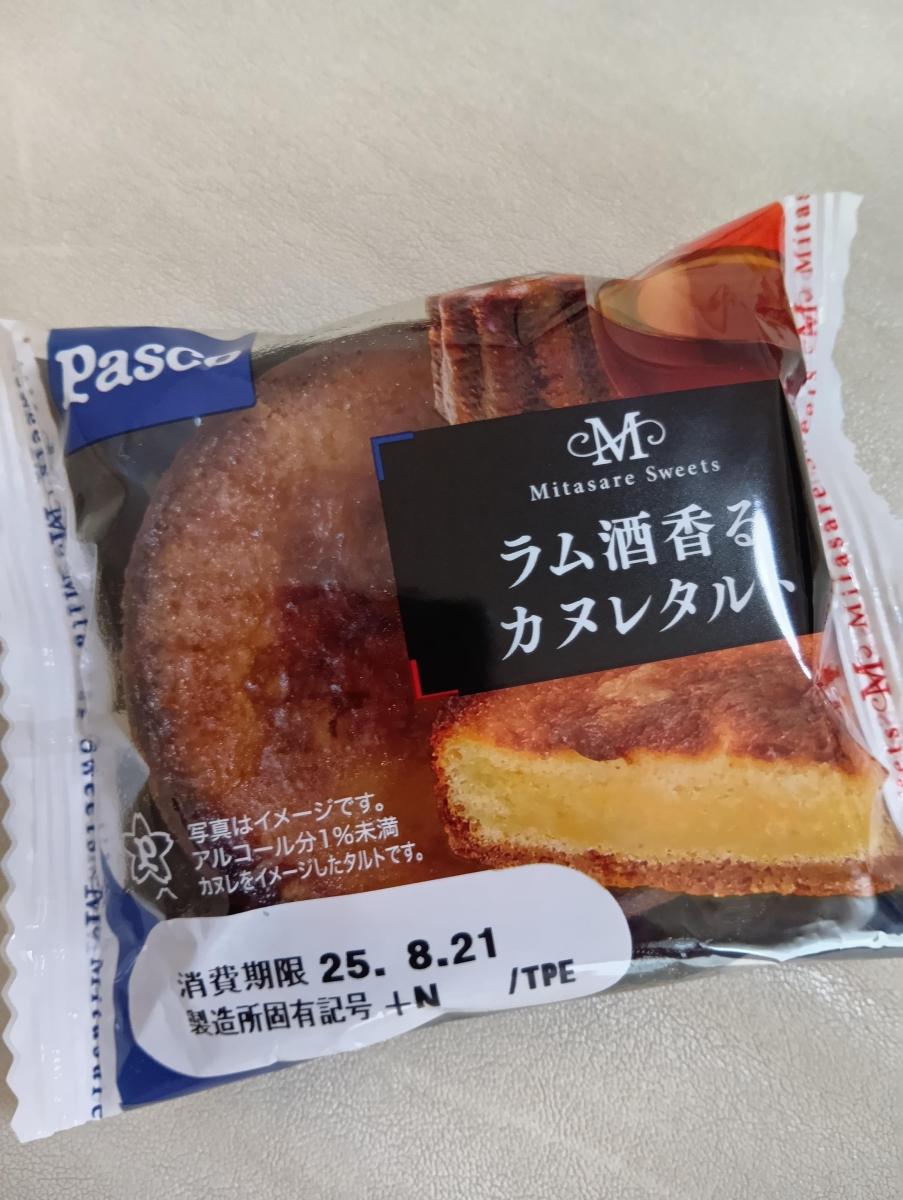 Pasco
M
Mitasare Sweets
ラム酒香る
カヌレタルト
写真はイメージです。
アルコール分1%未満
カヌレをイメージしたタルトです。
消費期限 25. 8.21
製造所固有記号 +N /TPE